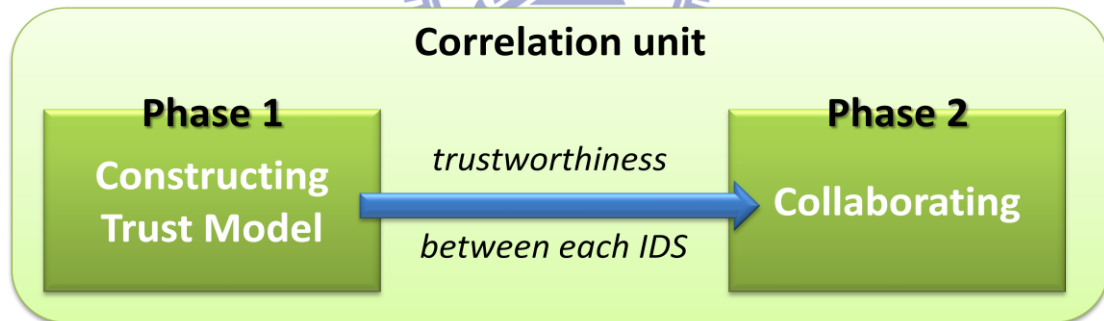 Correlation unit
Phase 1
Constructing
Trust Model
trustworthiness
between each IDS
Phase 2
Collaborating